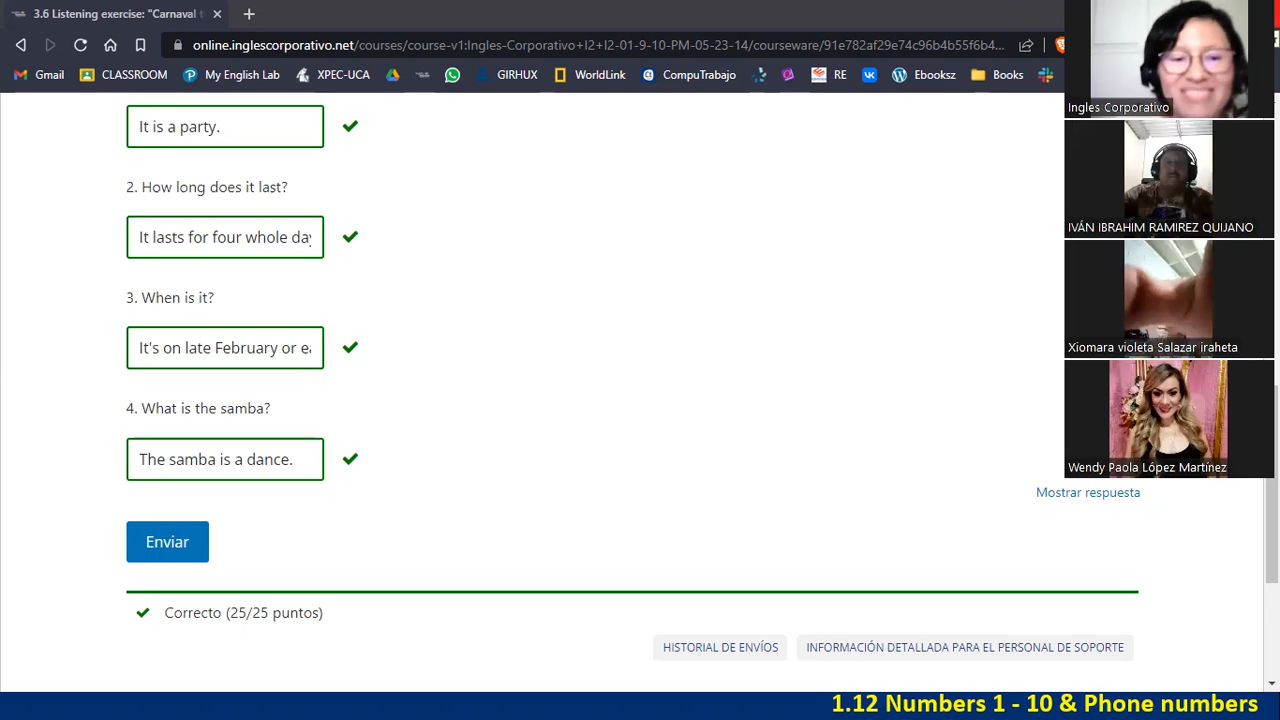 3.6 Listening exercise: "Carnaval t
online.inglescorporativo.net/courses/course-v1:Ingles-Corporativo+I2+I2-01-9-10-PM-05-23-14/courseware/91e782af29e74c96b4b55f6b4...
Gmail CLASSROOM My English Lab XPEC-UCA GIRHUX WorldLink CompuTrabajo RE Ebooksz Books
It is a party.
2. How long does it last?
It lasts for four whole day
3. When is it?
It's on late February or ea
4. What is the samba?
The samba is a dance.
Mostrar respuesta
Enviar
Correcto (25/25 puntos)
HISTORIAL DE ENVÍOS INFORMACIÓN DETALLADA PARA EL PERSONAL DE SOPORTE
Ingles Corporativo
IVÁN IBRAHIM RAMIREZ QUIJANO
Xiomara violeta Salazar iraheta
Wendy Paola López Martínez
1.12 Numbers 1 - 10 & Phone numbers